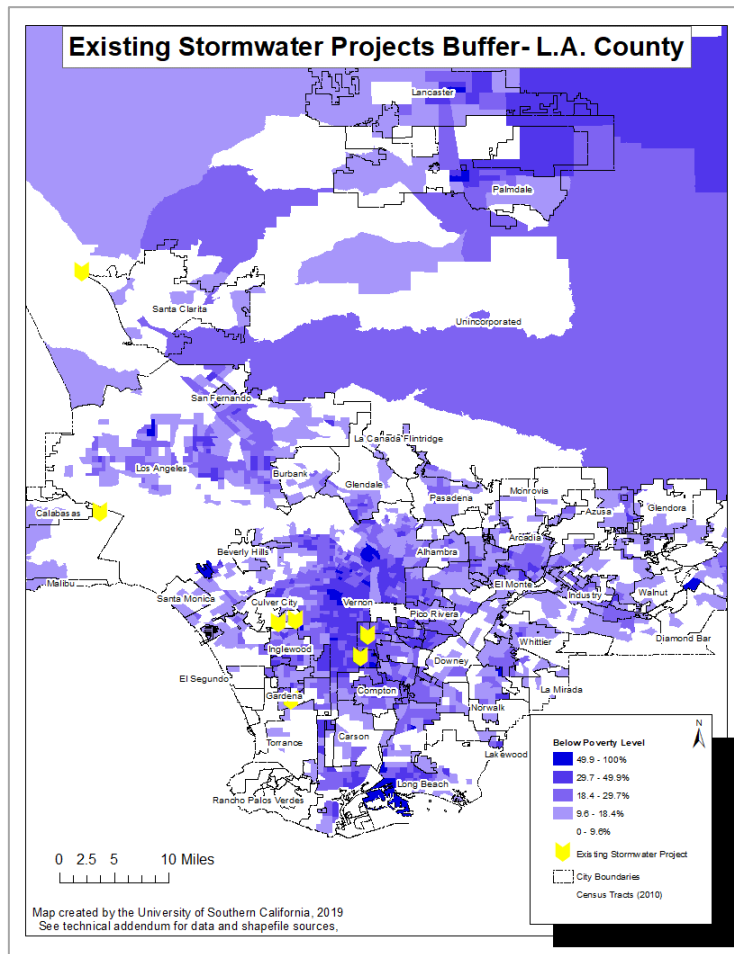 Existing Stormwater Projects Buffer- L.A. County
Lancaster
Palmdale
Santa Clarita
Unincorporated
San Fernando
La Canada Flintridge
Los Angeles
Burbank
Glendale
Pasadena
Monrovia
Azusa
Glendora
Calabasas
Arcadia
Beverly Hills
Alhambra
Malibu
El Monte
Santa Monica
Culver City
Vernon
Industry
Walnut
Pico Rivera
Diamond Bar
Inglewood
Whittier
Downey
El Segundo
Gardena
Compton
La Mirada
Norwalk
Torrance
Carson
Lakewood
Long Beach
Rancho Palos Verdes
N
Below Poverty Level
49.9 - 100%
29.7 - 49.9%
18.4 - 29.7%
9.6 - 18.4%
0 - 9.6%
Existing Stormwater Project
City Boundaries
Census Tracts (2010)
0 2.5 5 10 Miles
Map created by the University of Southern California, 2019
See technical addendum for data and shapefile sources,